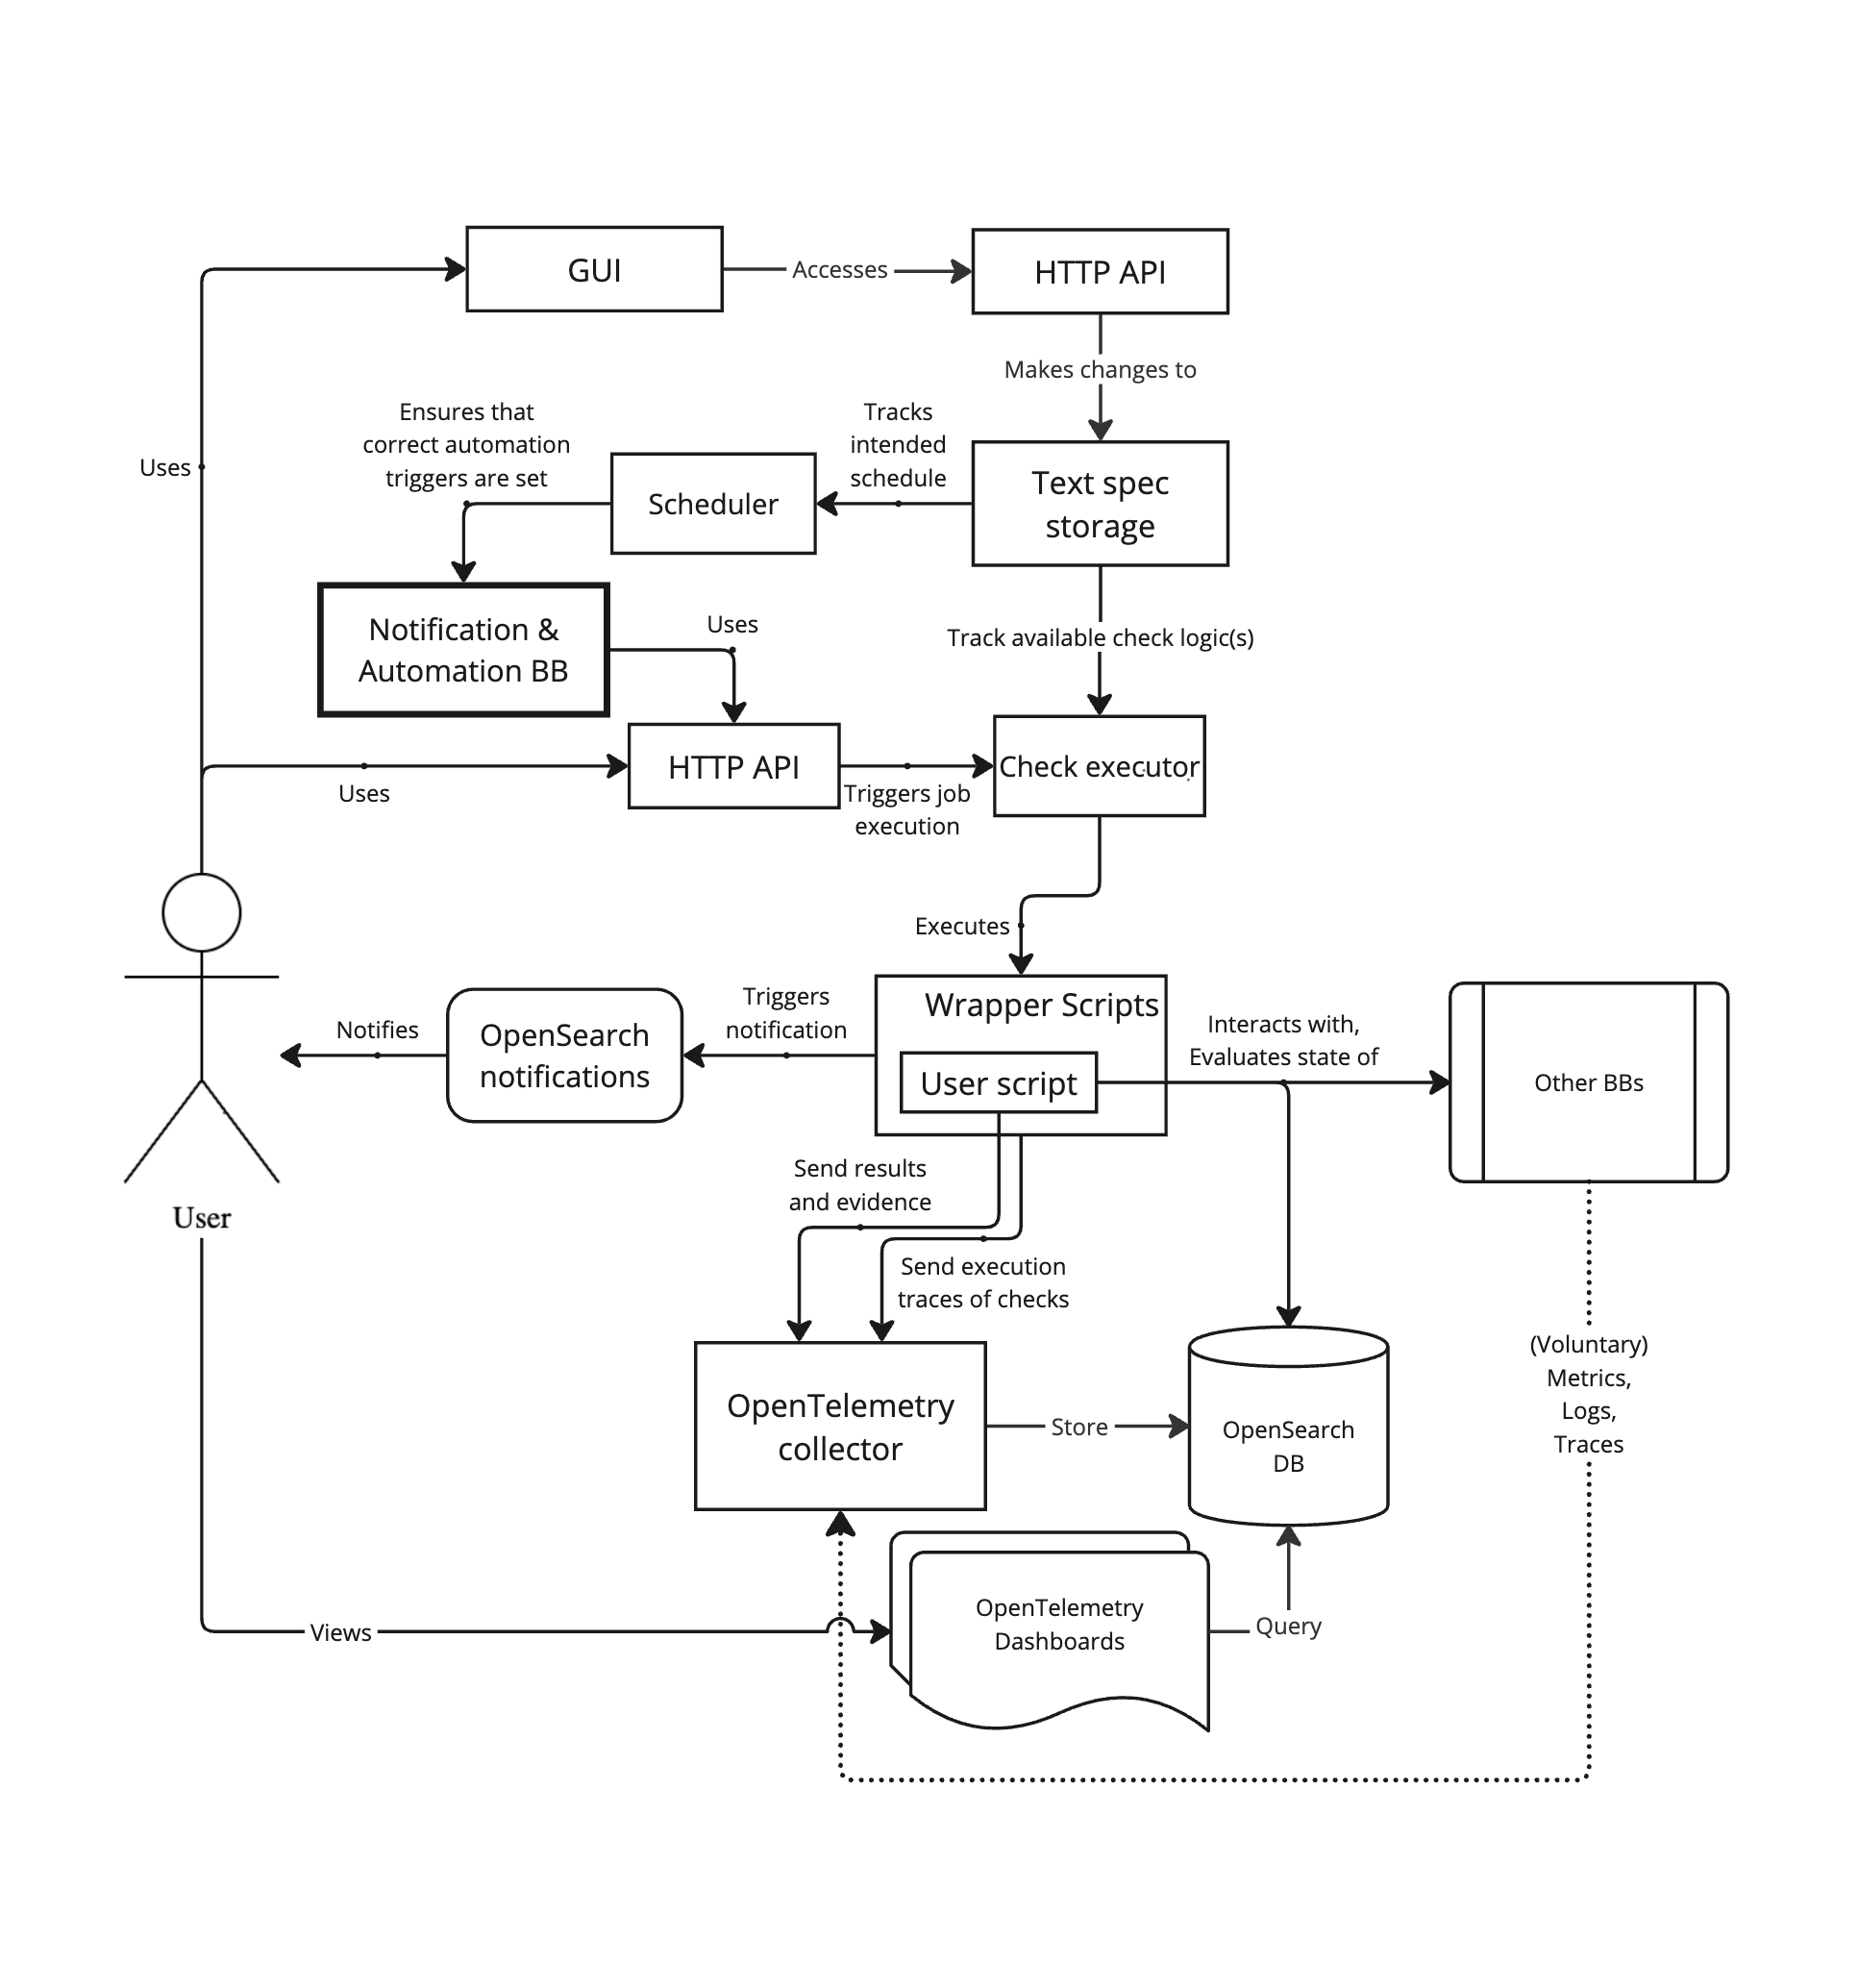 GUI
Accesses
HTTP API
Makes changes to
Ensures that
correct automation
triggers are set
Tracks
intended
schedule
Uses
Scheduler
Text spec
storage
Notification &
Automation BB
Uses
Track available check logic(s)
Uses
HTTP API
Triggers job
execution
Check executor
Executes
Notifies
OpenSearch
notifications
Triggers
notification
Wrapper Scripts
User script
Interacts with,
Evaluates state of
Other BBs
User
Send results
and evidence
Send execution
traces of checks
(Voluntary)
Metrics,
Logs,
Traces
OpenTelemetry
collector
Store
OpenSearch
DB
Views
OpenTelemetry
Dashboards
Query